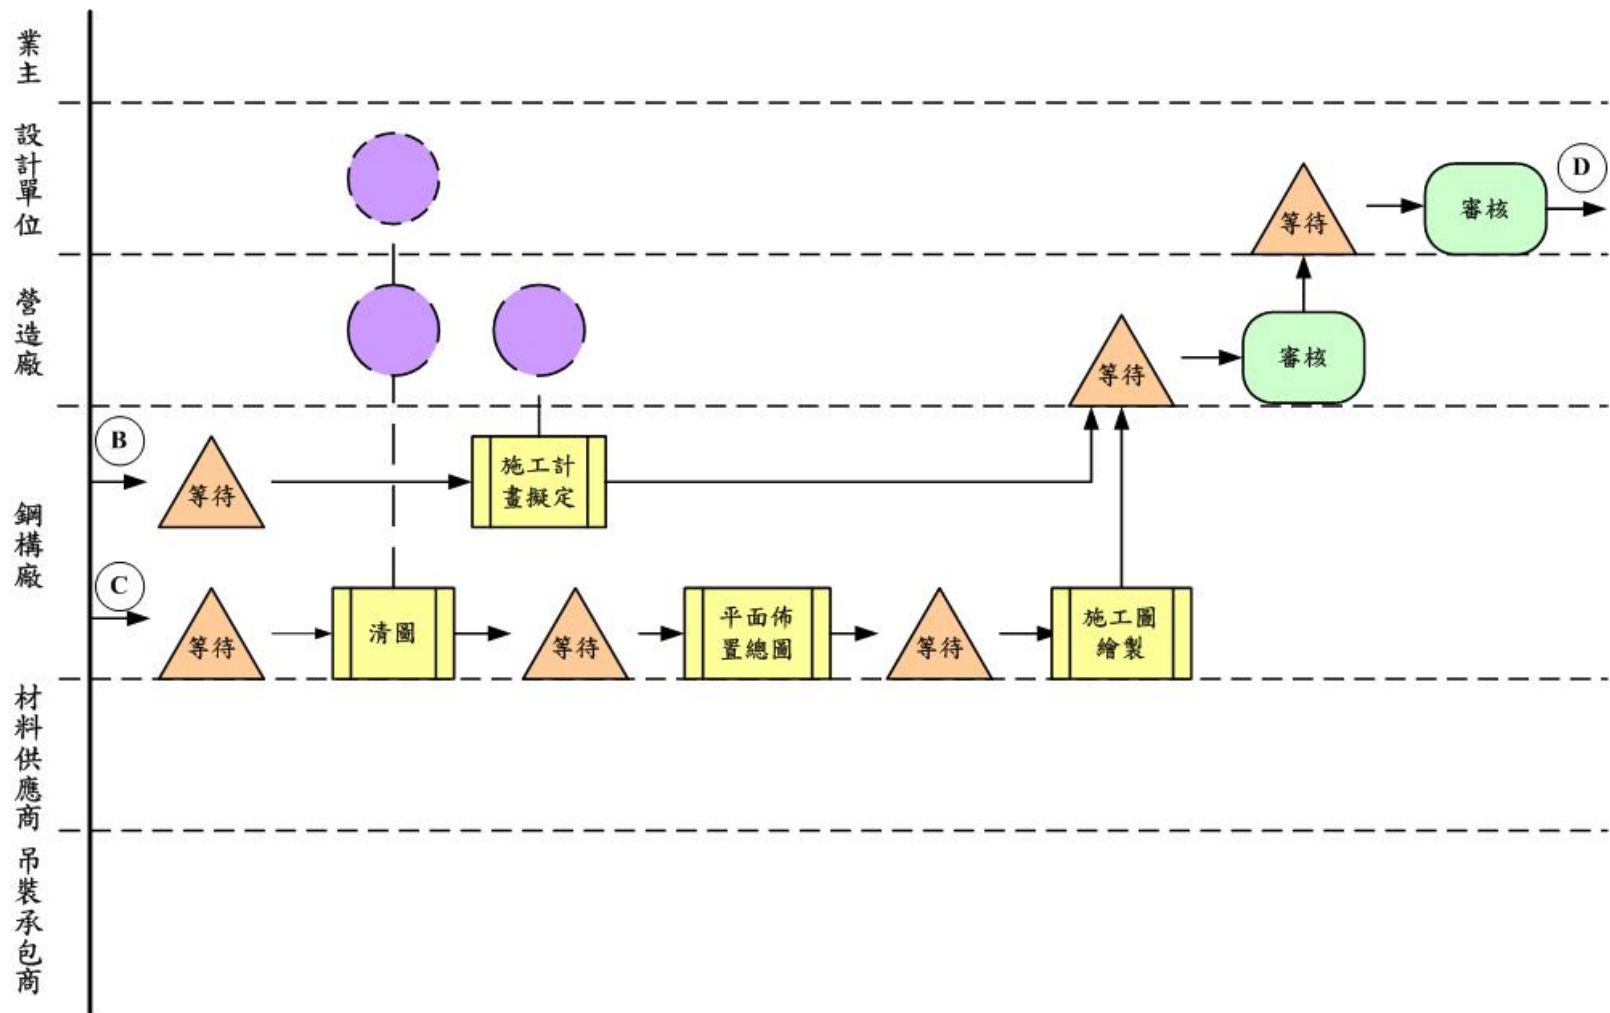 業主
設計單位
營造廠
鋼構廠
材料供應商
吊裝承包商
D
等待
審核
等待
審核
B
等待
施工計
畫擬定
C
等待
清圖
等待
平面佈
置總圖
等待
施工圖
繪製